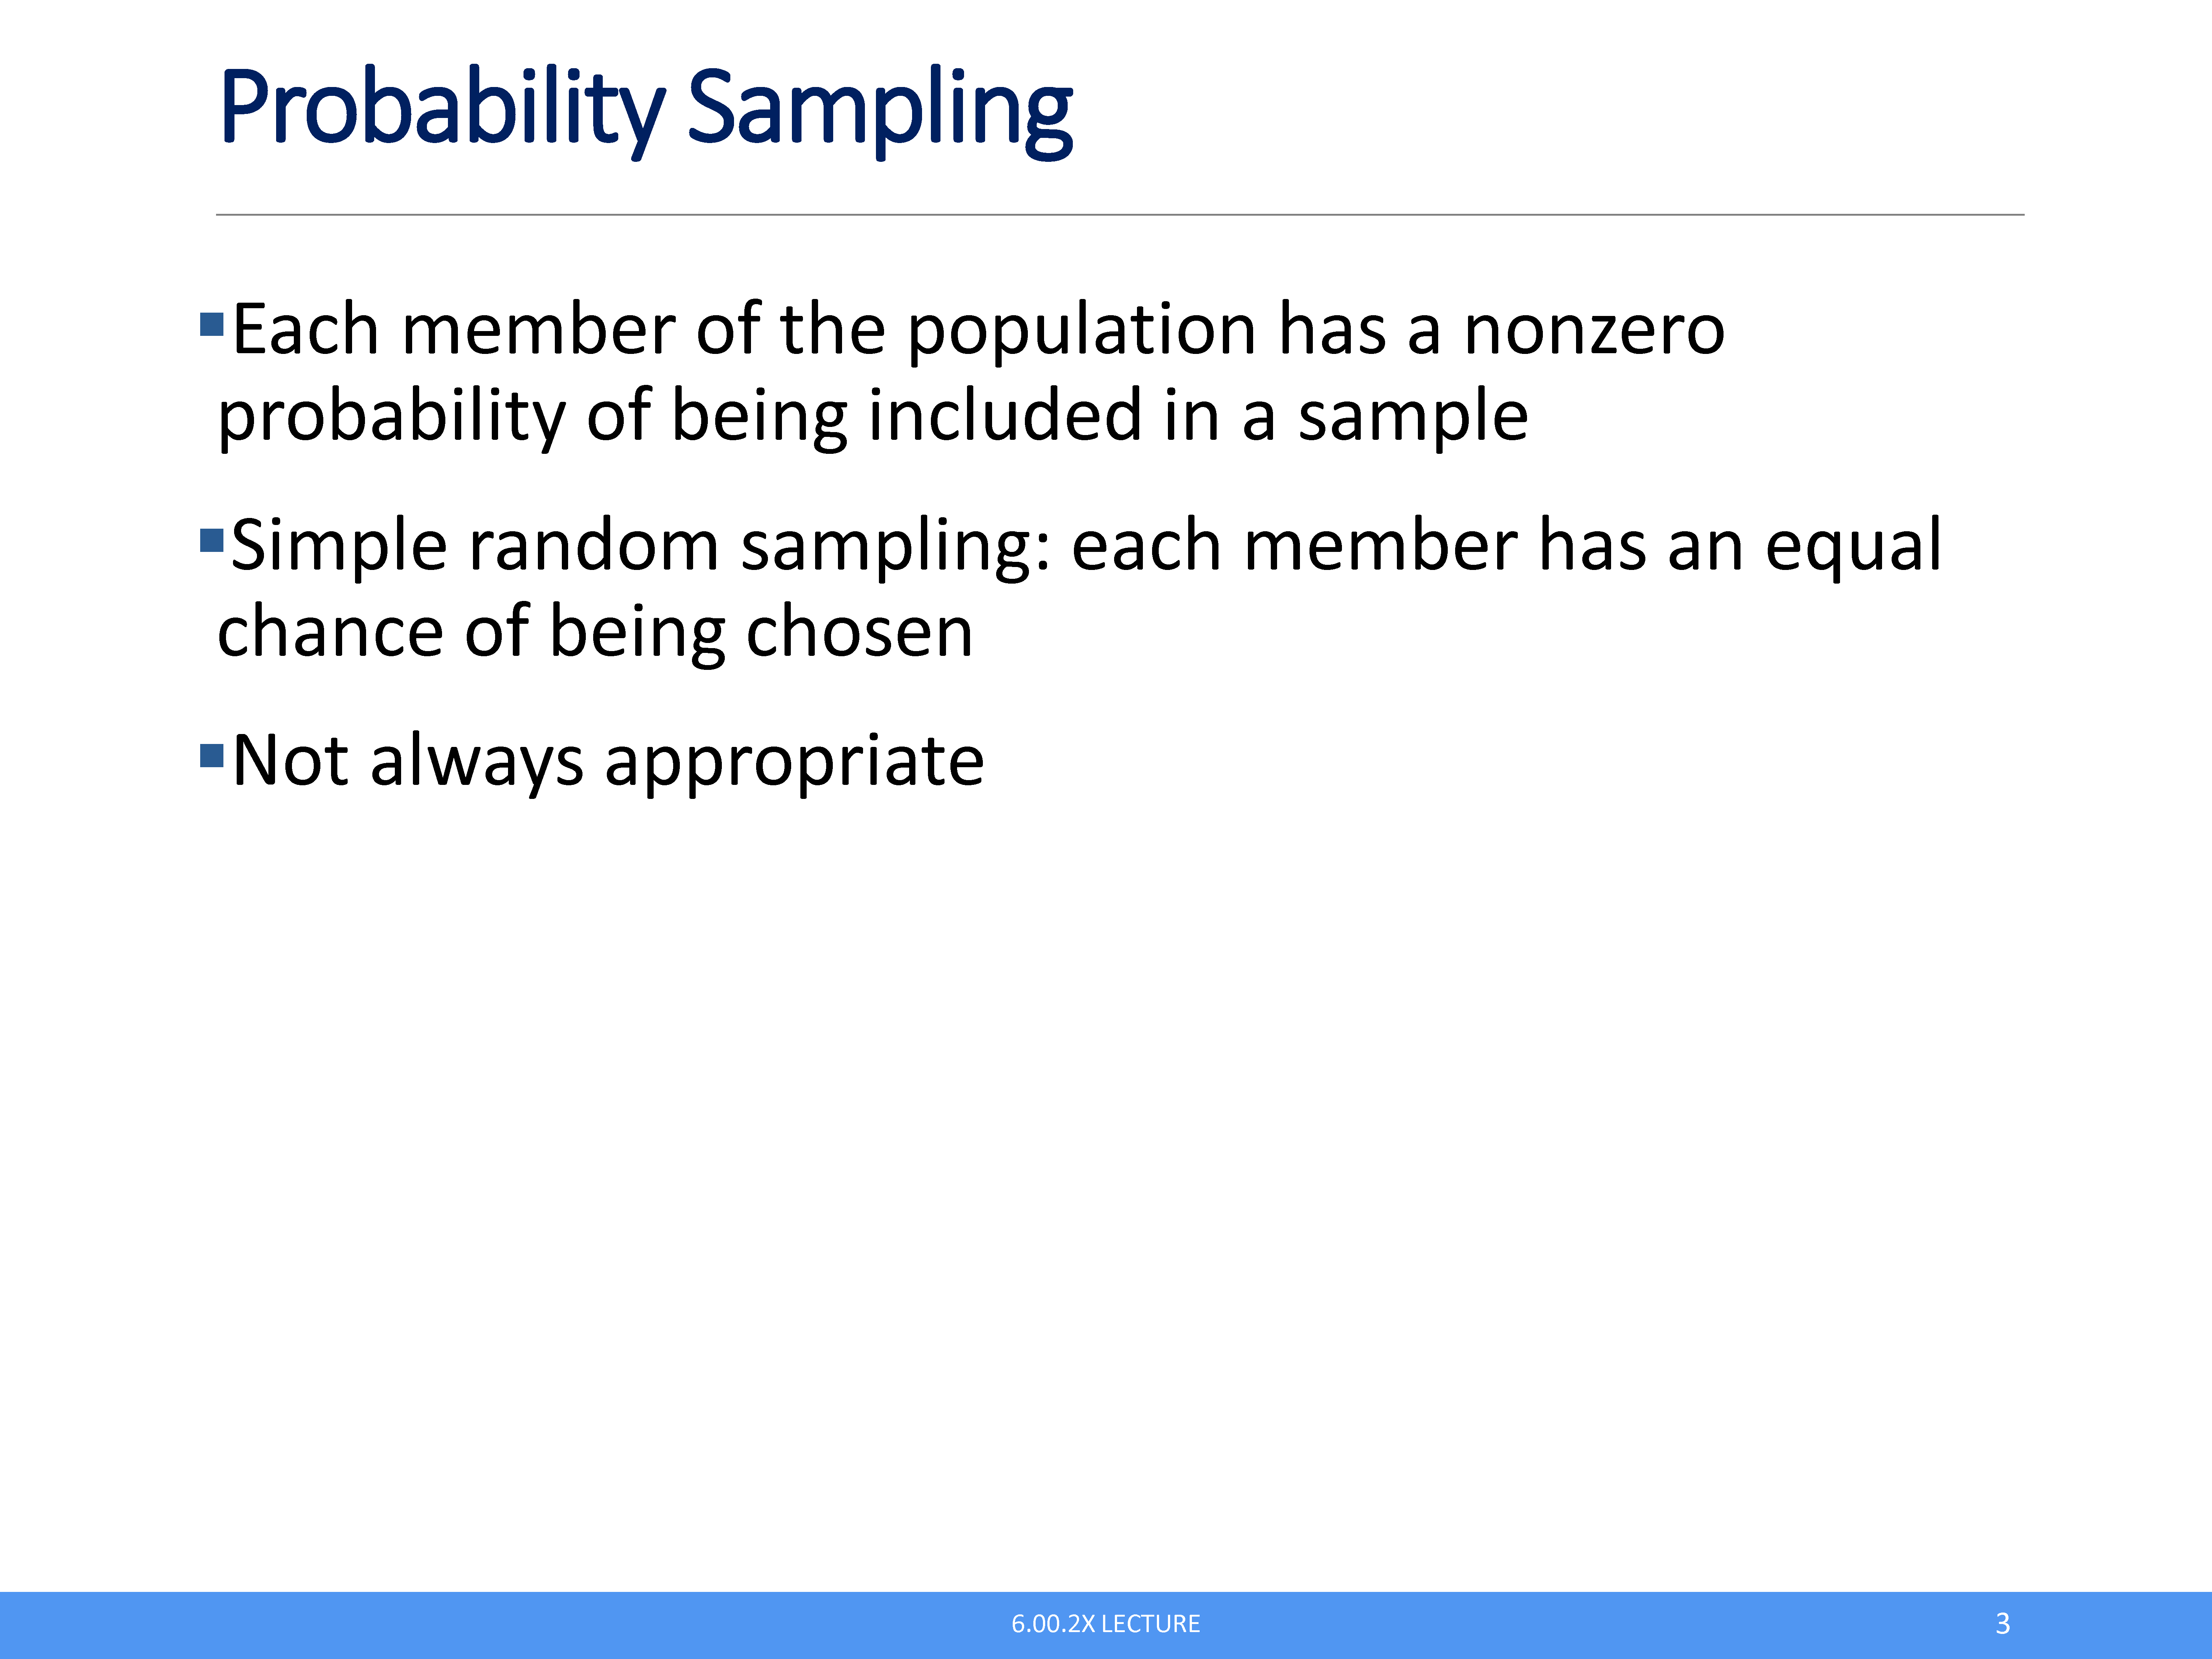 Probability Sampling
▪Each member of the population has a nonzero
probability of being included in a sample
▪Simple random sampling: each member has an equal
chance of being chosen
▪Not always appropriate
6.00.2X LECTURE
3